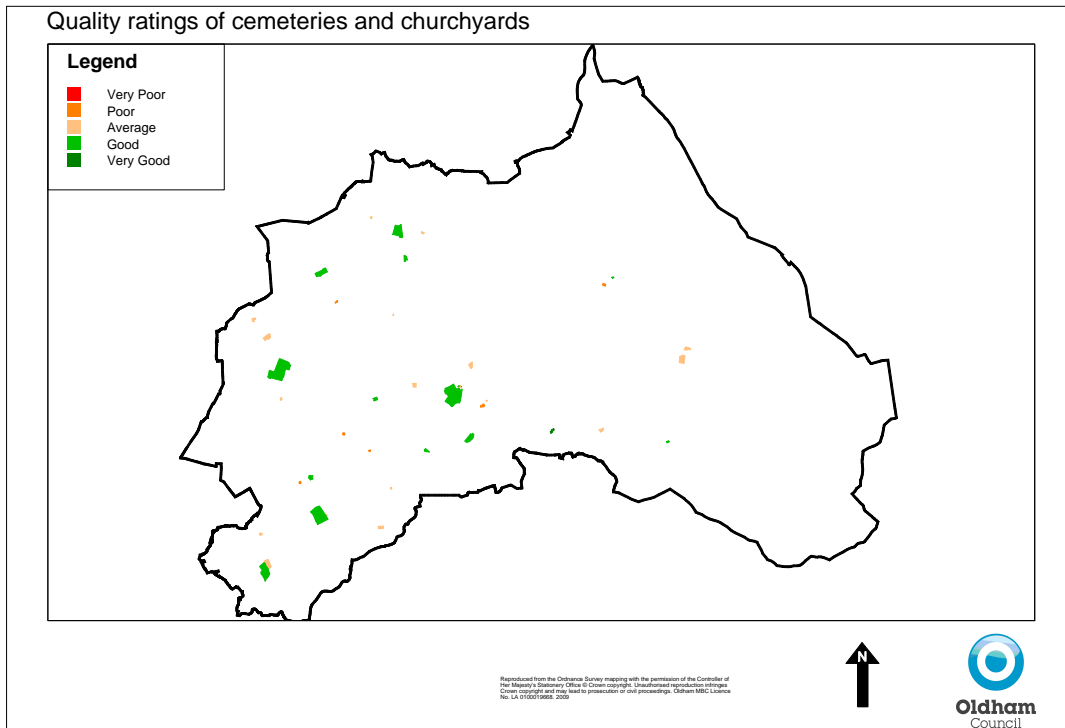 Quality ratings of cemeteries and churchyards
Legend
Very Poor
Poor
Average
Good
Very Good
N
Reproduced from the Ordnance Survey mapping with the permission of the Controller of
Her Majesty's Stationery Office © Crown copyright. Unauthorised reproduction infringes
Crown copyright and may lead to prosecution or civil proceedings. Oldham MBC Licence
No. LA 0100019668. 2009
Oldham
Council